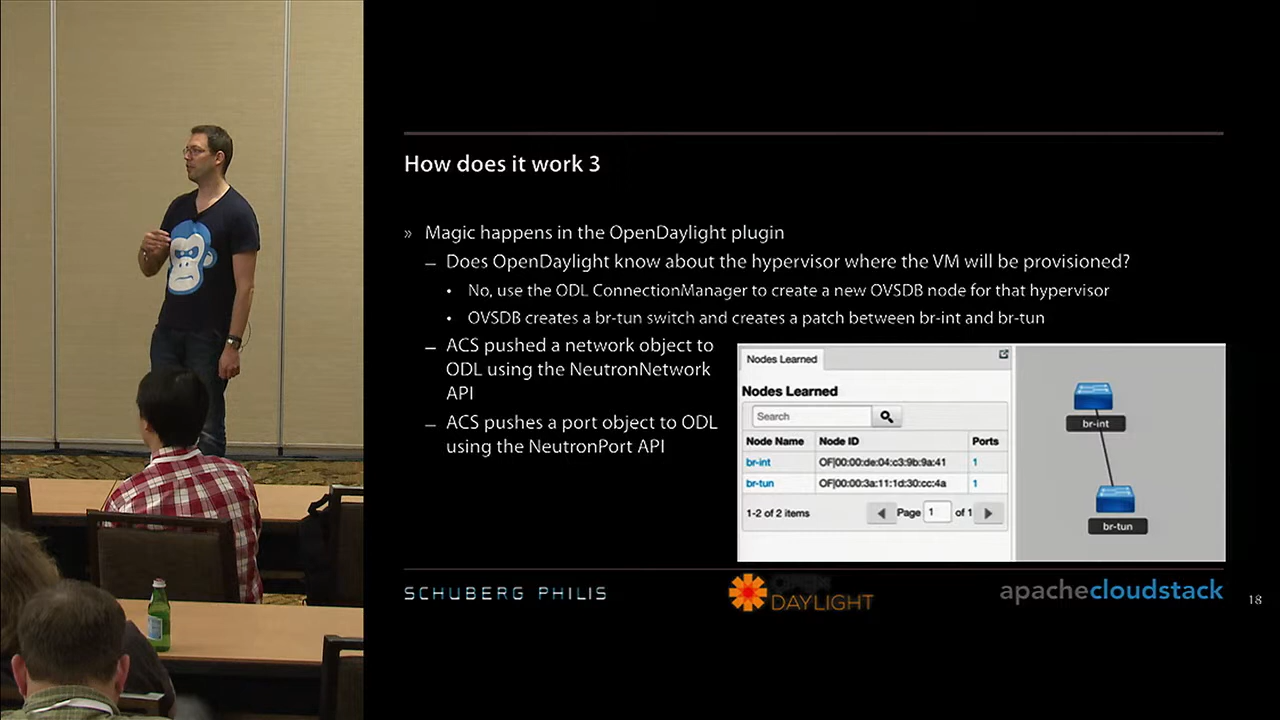 How does it work 3
» Magic happens in the OpenDaylight plugin
– Does OpenDaylight know about the hypervisor where the VM will be provisioned?
• No, use the ODL ConnectionManager to create a new OVSDB node for that hypervisor
• OVSDB creates a br-tun switch and creates a patch between br-int and br-tun
– ACS pushed a network object to
ODL using the NeutronNetwork
API
– ACS pushes a port object to ODL
using the NeutronPort API
Nodes Learned
Nodes Learned
Search
Node Name Node ID Ports
br-int OF|00:00:de:04:c3:9b:9a:41 1
br-tun OF|00:00:3a:11:1d:30:cc:4a 1
1-2 of 2 items Page 1 of 1
br-int
br-tun
SCHUBERG PHILIS
OPEN
DAYLIGHT
apachecloudstack
18